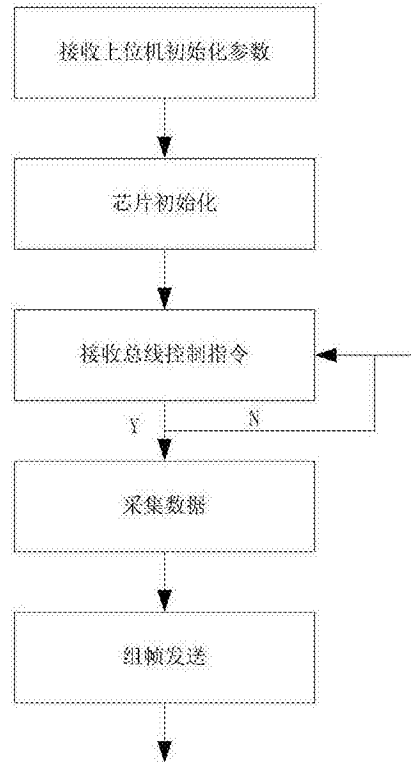 接收上位机初始化参数
芯片初始化
接收总线控制指令
Y
N
采集数据
组帧发送